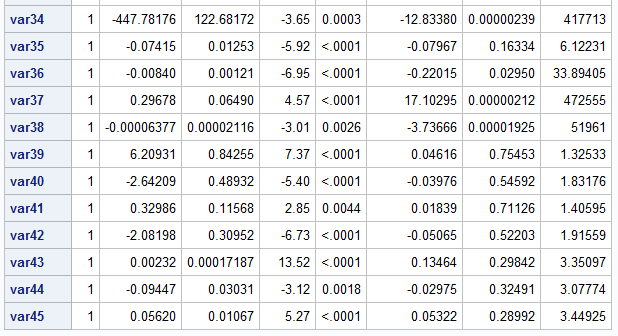 var34 1 -447.78176 122.68172 -3.65 0.0003 -12.83380 0.00000239 417713
var35 1 -0.07415 0.01253 -5.92 <.0001 -0.07967 0.16334 6.12231
var36 1 -0.00840 0.00121 -6.95 <.0001 -0.22015 0.02950 33.89405
var37 1 0.29678 0.06490 4.57 <.0001 17.10295 0.00000212 472555
var38 1 -0.00006377 0.00002116 -3.01 0.0026 -3.73666 0.00001925 51961
var39 1 6.20931 0.84255 7.37 <.0001 0.04616 0.75453 1.32533
var40 1 -2.64209 0.48932 -5.40 <.0001 -0.03976 0.54592 1.83176
var41 1 0.32986 0.11568 2.85 0.0044 0.01839 0.71126 1.40595
var42 1 -2.08198 0.30952 -6.73 <.0001 -0.05065 0.52203 1.91559
var43 1 0.00232 0.00017187 13.52 <.0001 0.13464 0.29842 3.35097
var44 1 -0.09447 0.03031 -3.12 0.0018 -0.02975 0.32491 3.07774
var45 1 0.05620 0.01067 5.27 <.0001 0.05322 0.28992 3.44925